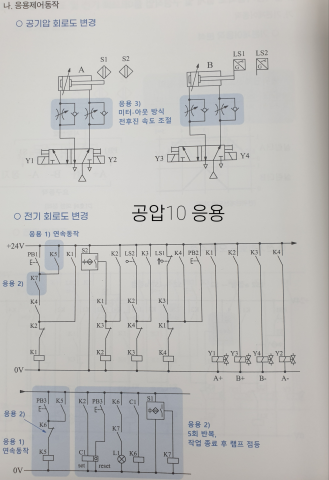 나. 응용제어동작
○ 공기압 회로도 변경
A
S1
S2
B
LS1
LS2
응용 3)
미터-아웃 방식
전후진 속도 조절
Y1
Y2
Y3
Y4
○ 전기 회로도 변경
공압10 응용
응용 1) 연속동작
+24V
PB1
K5
K1
S2
K2
LS2
K3
LS1
K4
PB2
K1
K2
K3
K4
응용 2)
K7
K4
K1
K2
K3
K2
K3
K4
K1
K1
K2
K3
K4
Y1
Y3
Y4
Y2
0V
A+
B+
B-
A-
PB3
K5
K2
PB3
K6
C1
S1
응용 2)
K6
K7
응용 2)
5회 반복,
작업 종료 후 램프 점등
응용 1)
연속동작
K5
C1
L1
K6
K7
set
reset
0V